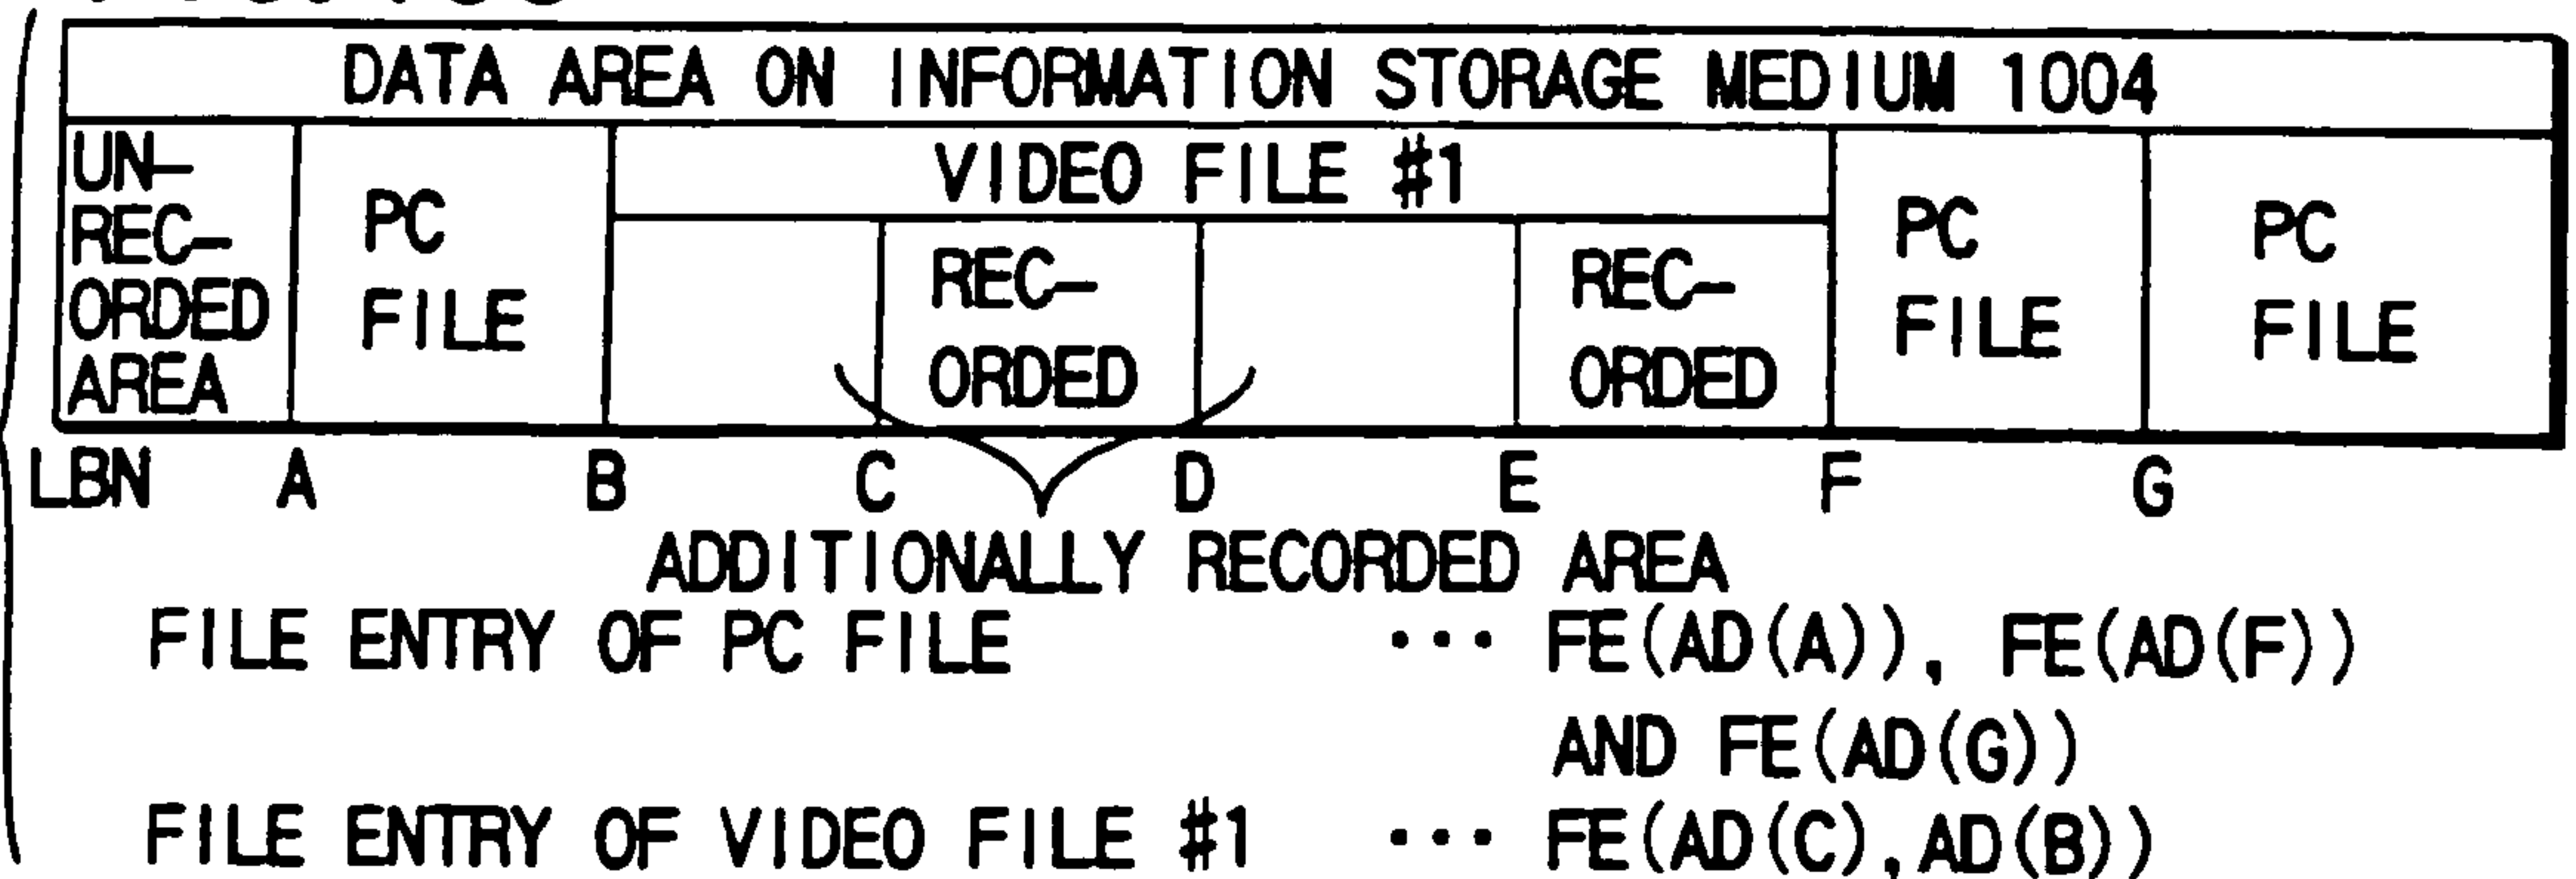 DATA AREA ON INFORMATION STORAGE MEDIUM 1004
UN-
REC-
ORDED
AREA
PC
FILE
VIDEO FILE #1
REC-
ORDED
REC-
ORDED
PC
FILE
PC
FILE
LBN A B C D E F G
ADDITIONALLY RECORDED AREA
FILE ENTRY OF PC FILE ··· FE(AD(A)), FE(AD(F))
AND FE(AD(G))
FILE ENTRY OF VIDEO FILE #1 ··· FE(AD(C),AD(B))